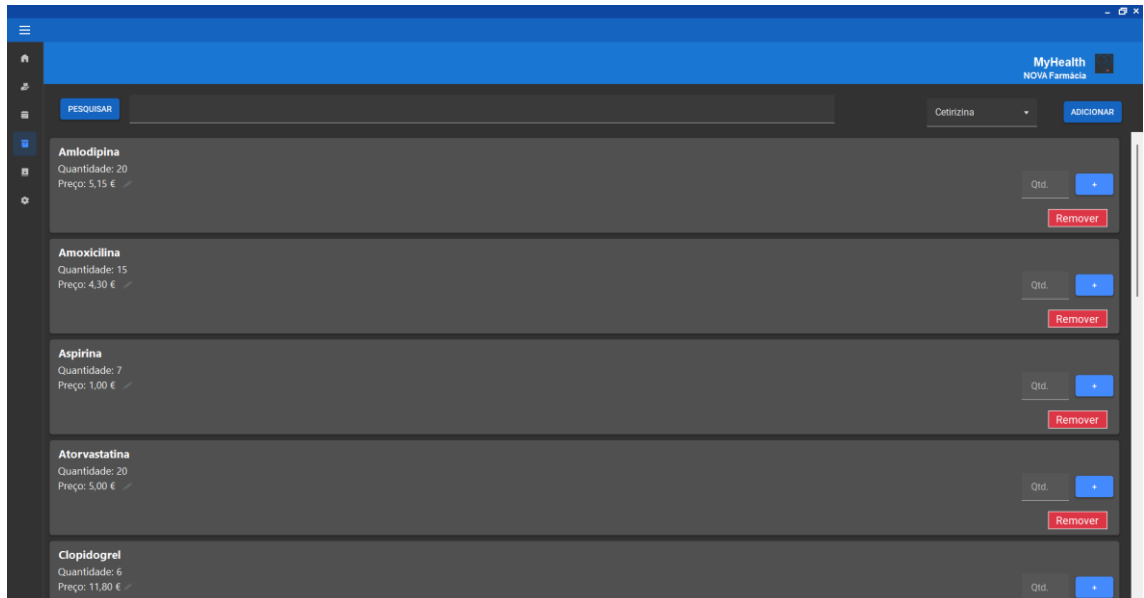 MyHealth
NOVA Farmácia
PESQUISAR
Cetirizina
ADICIONAR
Amlodipina
Quantidade: 20
Preço: 5,15 €
Qtd.
+
Remover
Amoxicilina
Quantidade: 15
Preço: 4,30 €
Qtd.
+
Remover
Aspirina
Quantidade: 7
Preço: 1,00 €
Qtd.
+
Remover
Atorvastatina
Quantidade: 20
Preço: 5,00 €
Qtd.
+
Remover
Clopidogrel
Quantidade: 6
Preço: 11,80 €
Qtd.
+